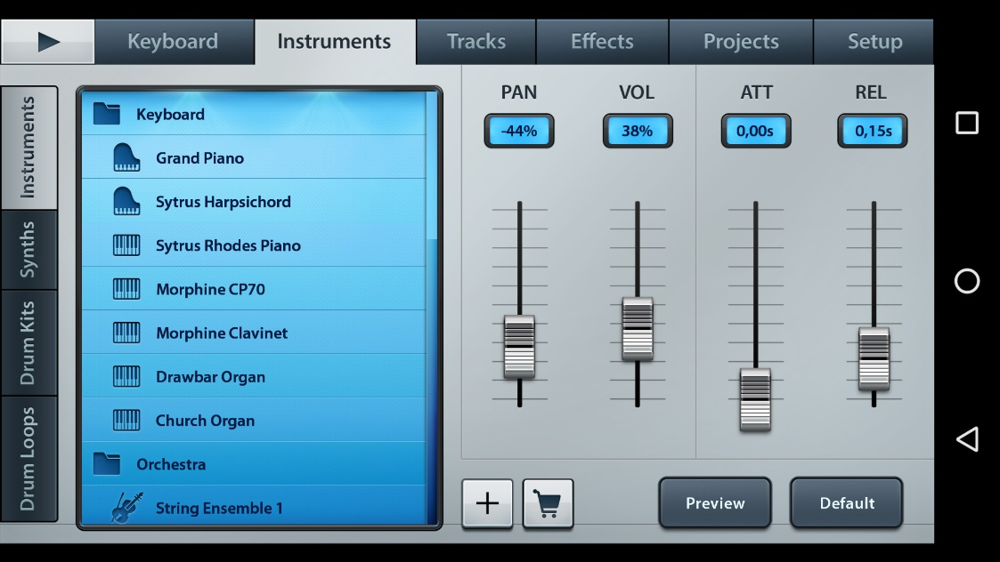 Keyboard
Instruments
Tracks
Effects
Projects
Setup
Instruments
Synths
Drum Kits
Drum Loops
Keyboard
Grand Piano
Sytrus Harpsichord
Sytrus Rhodes Piano
Morphine CP70
Morphine Clavinet
Drawbar Organ
Church Organ
Orchestra
String Ensemble 1
PAN
VOL
ATT
REL
-44%
38%
0,00s
0,15s
Preview
Default